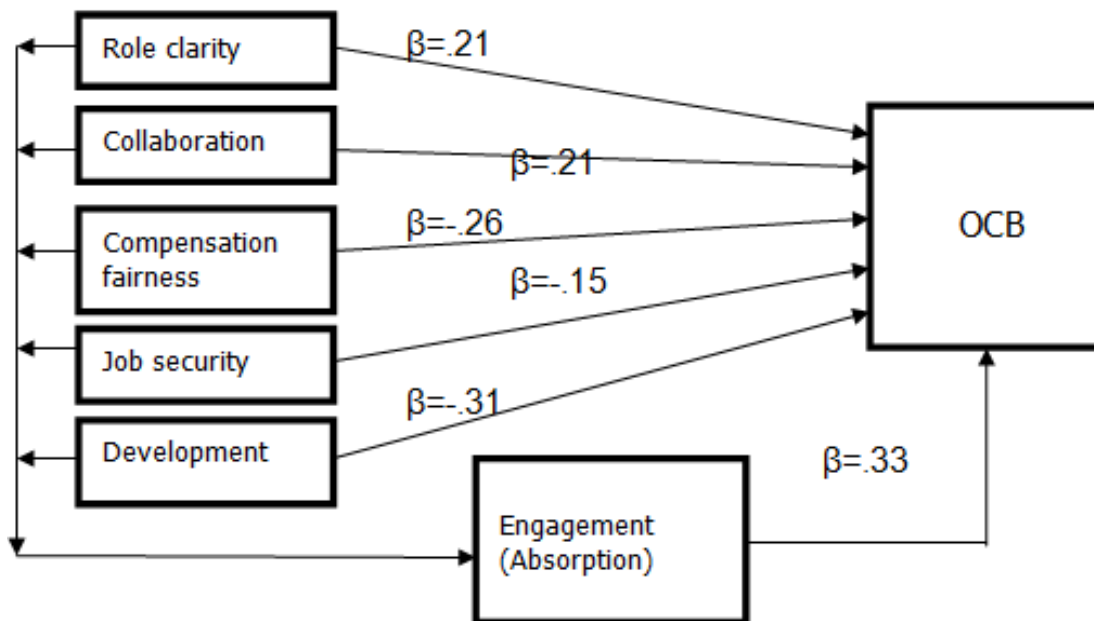 Role clarity
β=.21
Collaboration
β=.21
Compensation
fairness
β=-.26
OCB
Job security
β=-.15
Development
β=-.31
Engagement
(Absorption)
β=.33